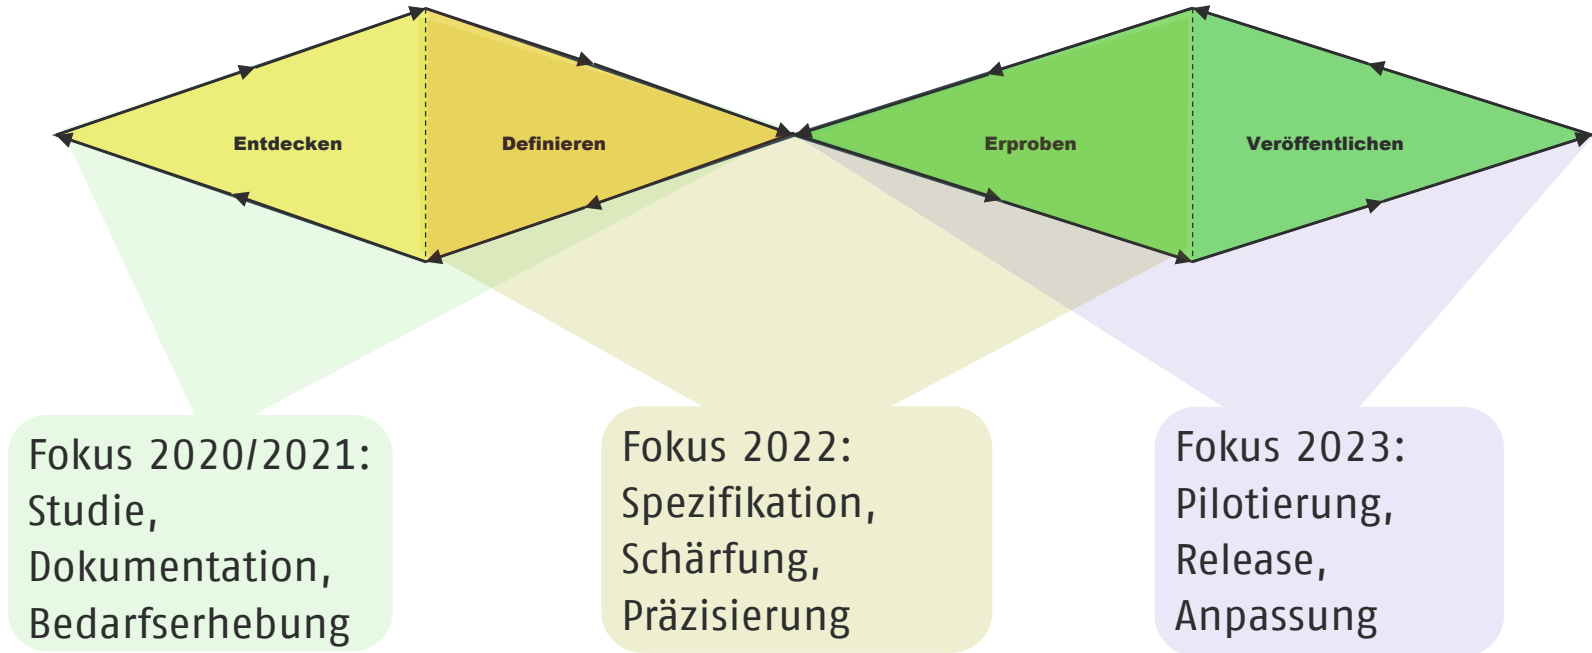 Entdecken
Definieren
Erproben
Veröffentlichen
Fokus 2020/2021:
Studie,
Dokumentation,
Bedarfserhebung
Fokus 2022:
Spezifikation,
Schärfung,
Präzisierung
Fokus 2023:
Pilotierung,
Release,
Anpassung